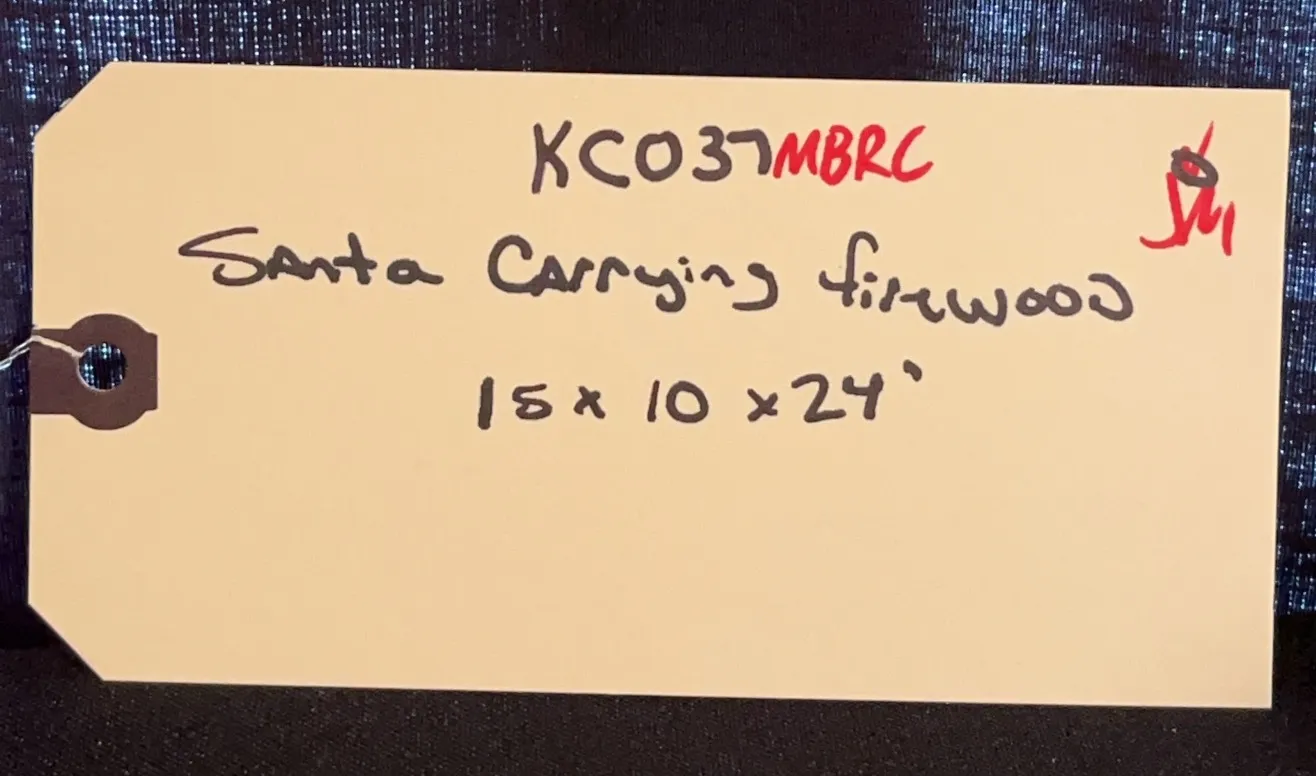 KC037MBRC
Santa Carrying firewood
15 x 10 x 24"